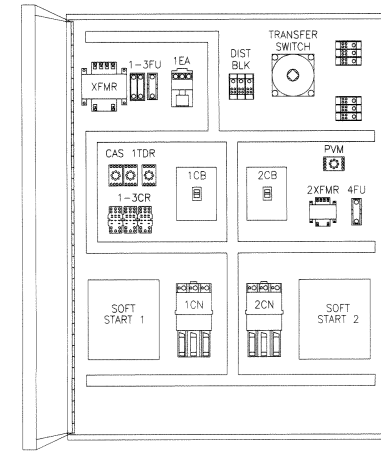 TRANSFER
SWITCH
1-3FU
1EA
DIST
BLK
XFMR
CAS 1TDR
1CB
2CB
PVM
1-3CR
2XFMR 4FU
SOFT
START 1
1CN
2CN
SOFT
START 2